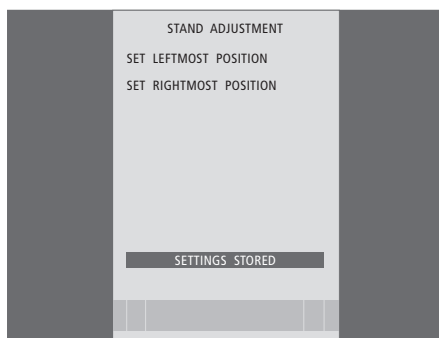 STAND ADJUSTMENT
SET LEFTMOST POSITION
SET RIGHTMOST POSITION
SETTINGS STORED